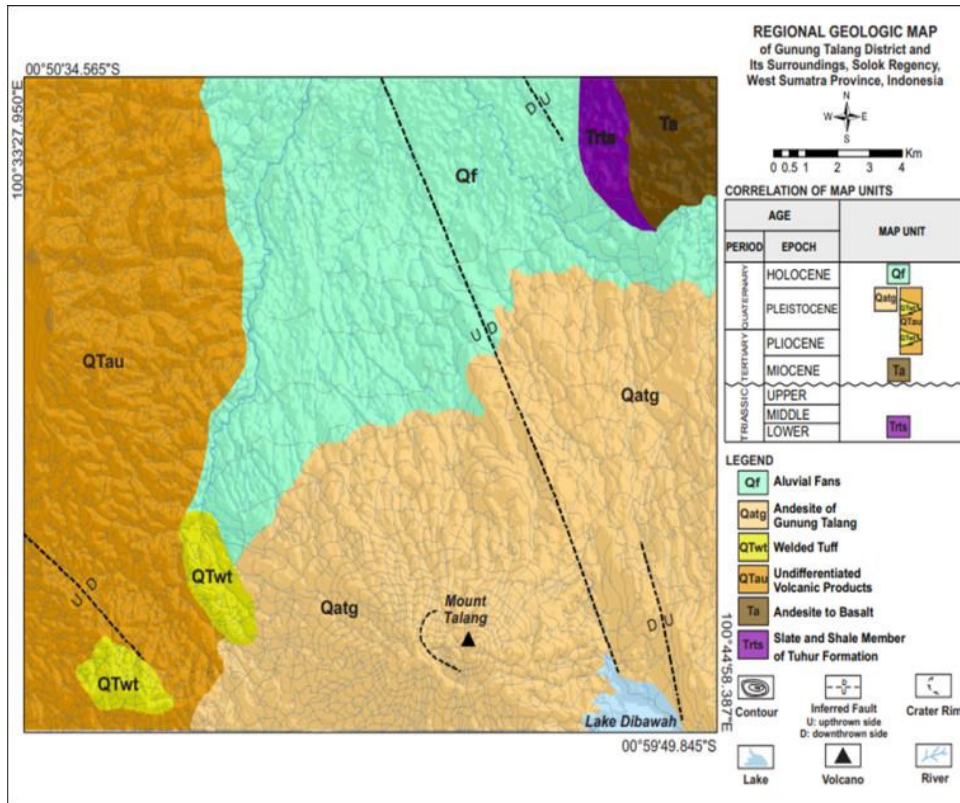 REGIONAL GEOLOGIC MAP
of Gunung Talang District and
Its Surroundings, Solok Regency,
West Sumatra Province, Indonesia
N
W E
S
0 0.5 1 2 3 4 Km
00°50'34.565"S
100°33'27.950"E
D U
Trts
Ta
Qf
U D
QTau
Qatg
U D
QTwt
Qatg
Mount
Talang
D U
QTwt
Lake Dibawah
100°44'58.387"E
00°59'49.845"S
CORRELATION OF MAP UNITS
AGE
MAP UNIT
PERIOD EPOCH
QUATERNARY
HOLOCENE Qf
PLEISTOCENE Qatg QTwt
QTau
TERTIARY
PLIOCENE QTwt
MIOCENE Ta
TRIASSIC
UPPER
MIDDLE
LOWER Trts
LEGEND
Qf Aluvial Fans
Qatg Andesite of
Gunung Talang
QTwt Welded Tuff
QTau Undifferentiated
Volcanic Products
Ta Andesite to Basalt
Trts Slate and Shale Member
of Tuhur Formation
D
U
Contour
Inferred Fault
U: upthrown side
D: downthrown side
Crater Rim
Lake
Volcano
River